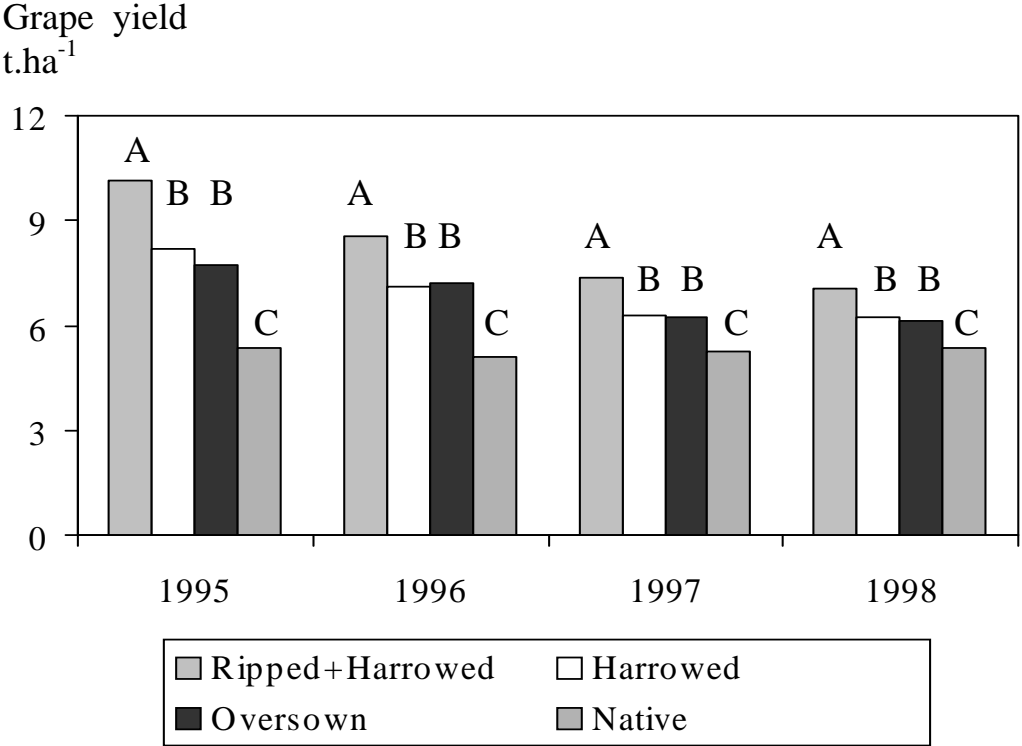 Grape yield
t.ha⁻¹
12
A
B B
A
9
B B
A
A
B B
B B
C
C
C
C
6
3
0
1995 1996 1997 1998
Ripped+Harrowed Harrowed
Oversown Native